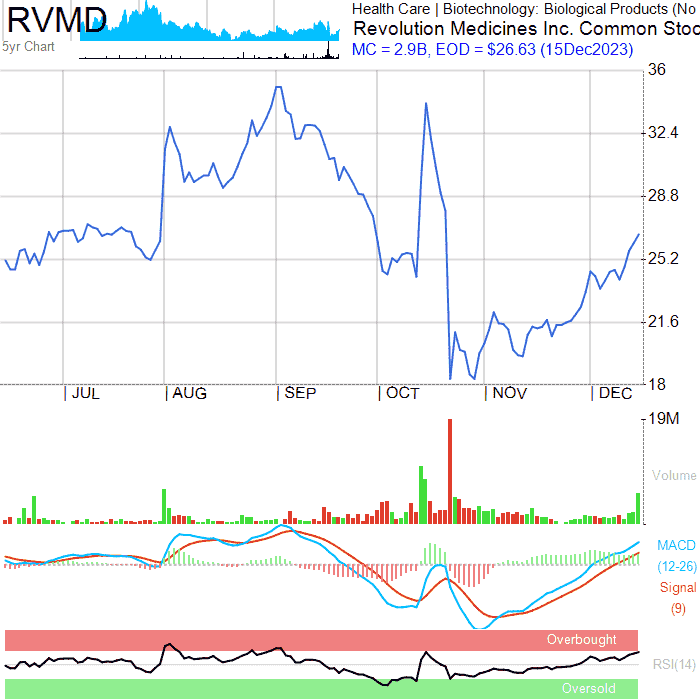 RVMD
5yr Chart
Health Care | Biotechnology: Biological Products (No
Revolution Medicines Inc. Common Stoc
MC = 2.9B, EOD = $26.63 (15Dec2023)
36
32.4
28.8
25.2
21.6
18
JUL AUG SEP OCT NOV DEC
19M
Volume
MACD
(12-26)
Signal
(9)
Overbought
RSI(14)
Oversold